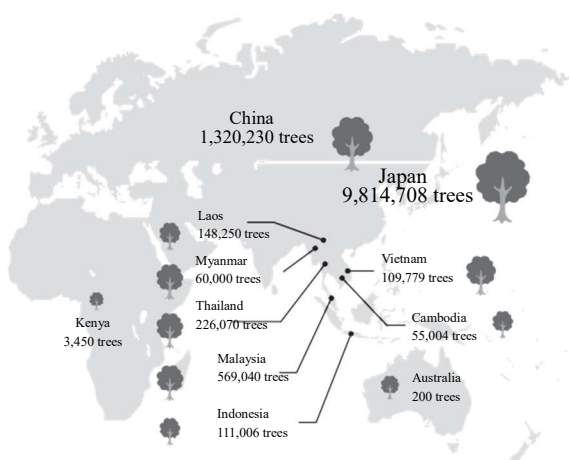 China
1,320,230 trees
Japan
9,814,708 trees
Laos
148,250 trees
Myanmar
60,000 trees
Thailand
226,070 trees
Malaysia
569,040 trees
Indonesia
111,006 trees
Kenya
3,450 trees
Vietnam
109,779 trees
Cambodia
55,004 trees
Australia
200 trees